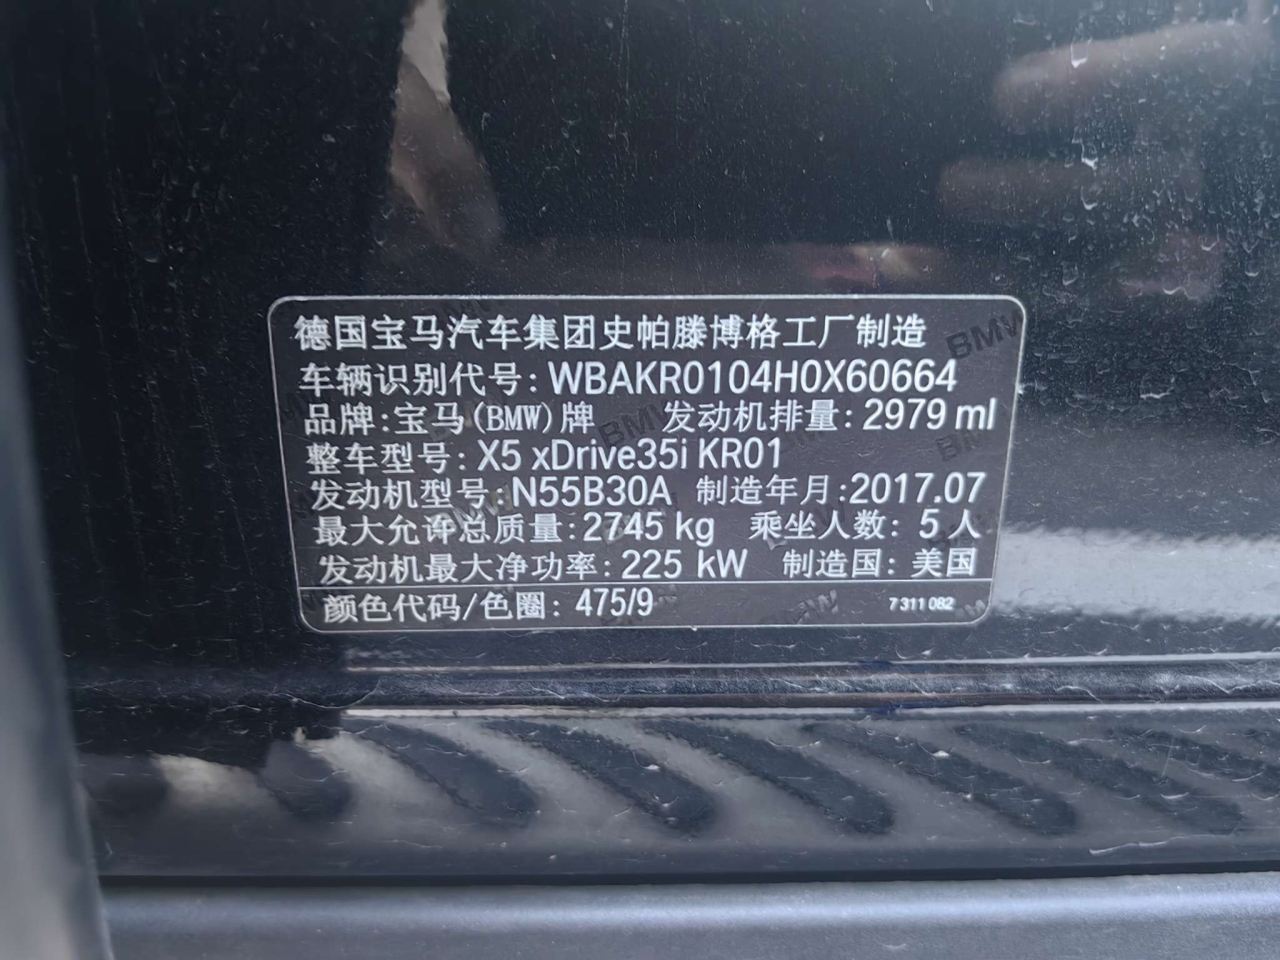 德国宝马汽车集团史帕滕博格工厂制造
车辆识别代号: WBAKR0104H0X60664
品牌: 宝马(BMW)牌 发动机排量: 2979 ml
整车型号: X5 xDrive35i KR01
发动机型号: N55B30A 制造年月: 2017.07
最大允许总质量: 2745 kg 乘坐人数: 5 人
发动机最大净功率: 225 kW 制造国: 美国
颜色代码/色圈: 475/9 7 311 082